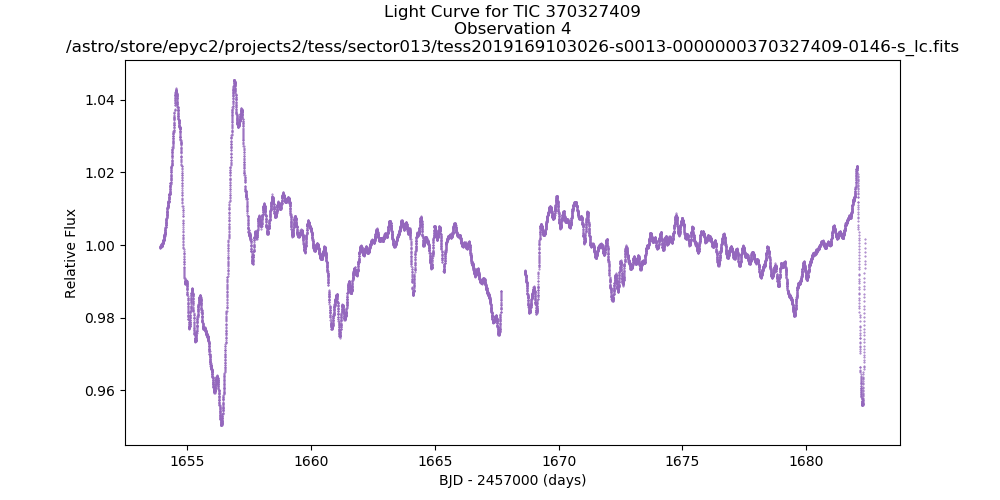 Light Curve for TIC 370327409
Observation 4
/astro/store/epyc2/projects2/tess/sector013/tess2019169103026-s0013-0000000370327409-0146-s_lc.fits
1.04
1.02
1.00
0.98
0.96
Relative Flux
1655
1660
1665
1670
1675
1680
BJD - 2457000 (days)